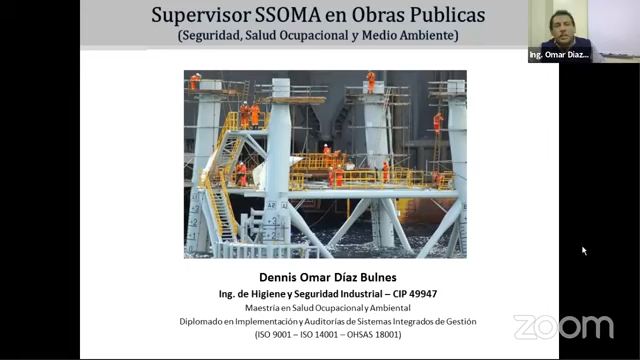 Supervisor SSOMA en Obras Publicas
(Seguridad, Salud Ocupacional y Medio Ambiente)
Ing. Omar Diaz...
Dennis Omar Díaz Bulnes
Ing. de Higiene y Seguridad Industrial – CIP 49947
Maestría en Salud Ocupacional y Ambiental
Diplomado en Implementación y Auditorías de Sistemas Integrados de Gestión
(ISO 9001 – ISO 14001 – OHSAS 18001)
zoom